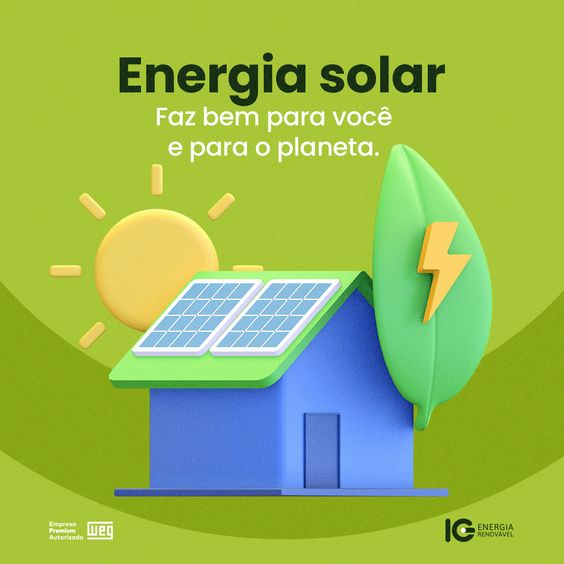 Energia solar
Faz bem para você
e para o planeta.
Empresa
Premium
Autorizada
WEG
IG ENERGIA
RENOVÁVEL